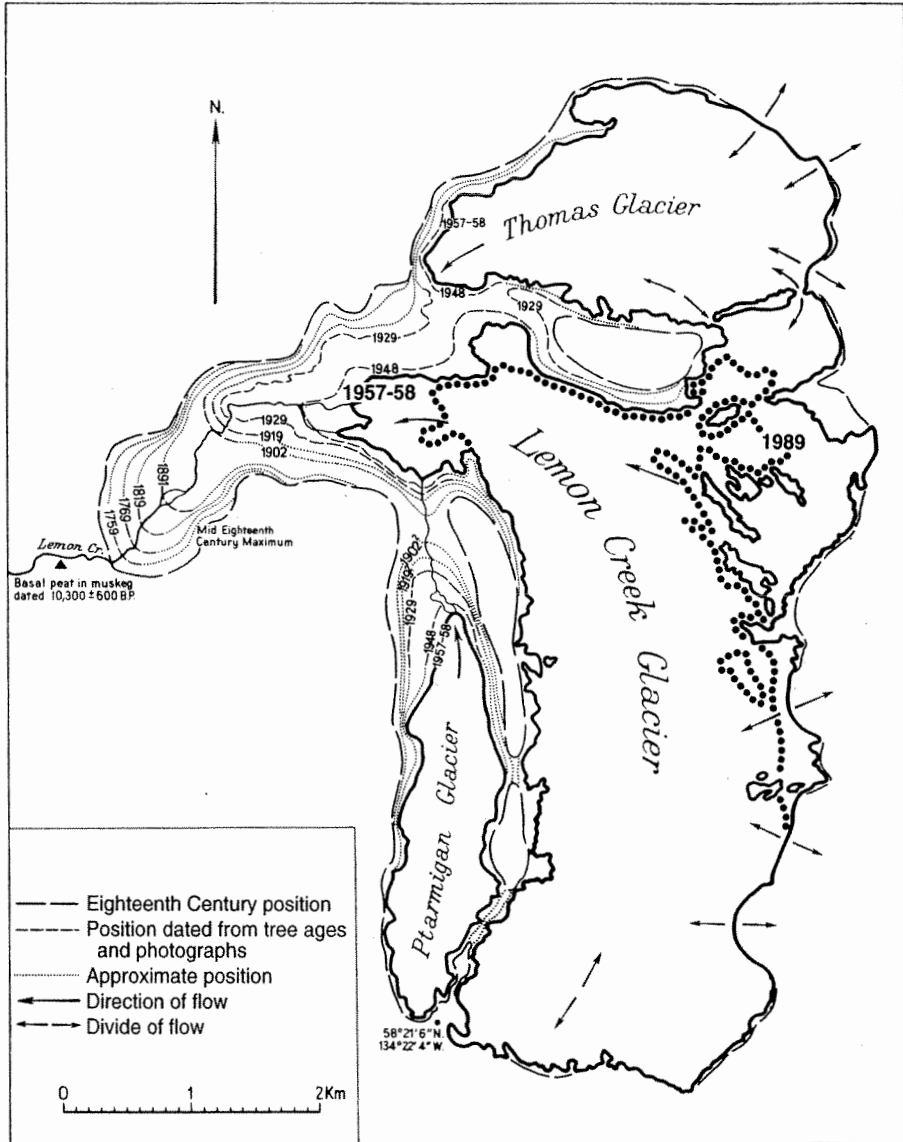 N.
Thomas Glacier
1957-58
1948
1929
1929
1948
1957-58
1929
1919
1902
1989
Lemon Creek Glacier
1891
1819
1769
1759
Mid Eighteenth
Century Maximum
Lemon Cr.
Basal peat in muskeg
dated 10,300 ± 600 B.P.
1902?
1919
1929
1948
1957-58
Ptarmigan Glacier
58°21'6"N.
134°22'4"W.
Eighteenth Century position
Position dated from tree ages
and photographs
Approximate position
Direction of flow
Divide of flow
0 1 2Km